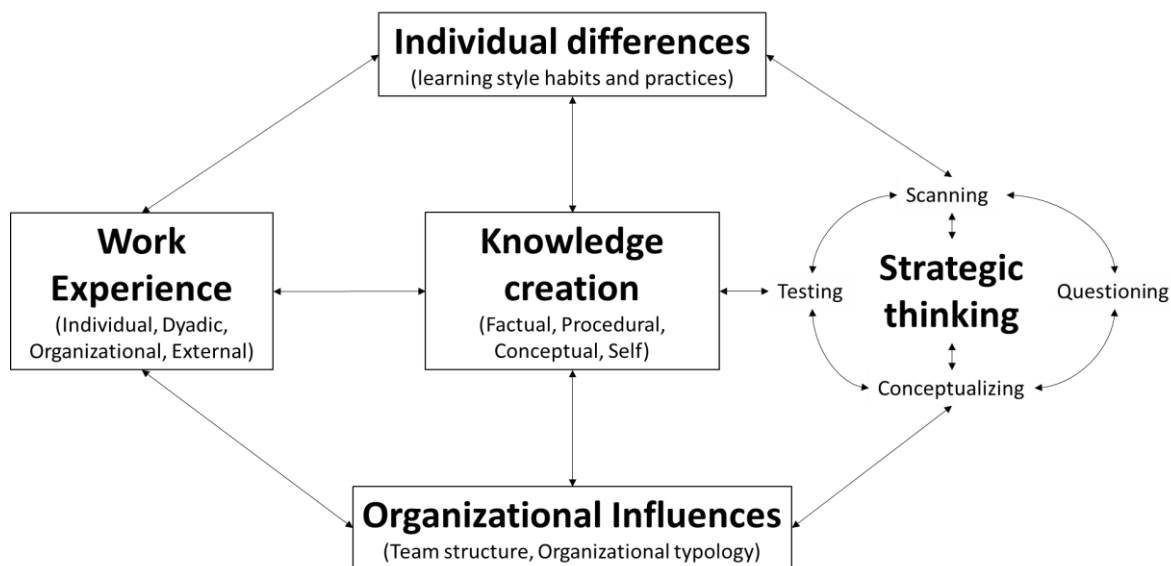 Individual differences
(learning style habits and practices)
Work
Experience
(Individual, Dyadic,
Organizational, External)
Knowledge
creation
(Factual, Procedural,
Conceptual, Self)
Scanning
Testing
Strategic
thinking
Questioning
Conceptualizing
Organizational Influences
(Team structure, Organizational typology)